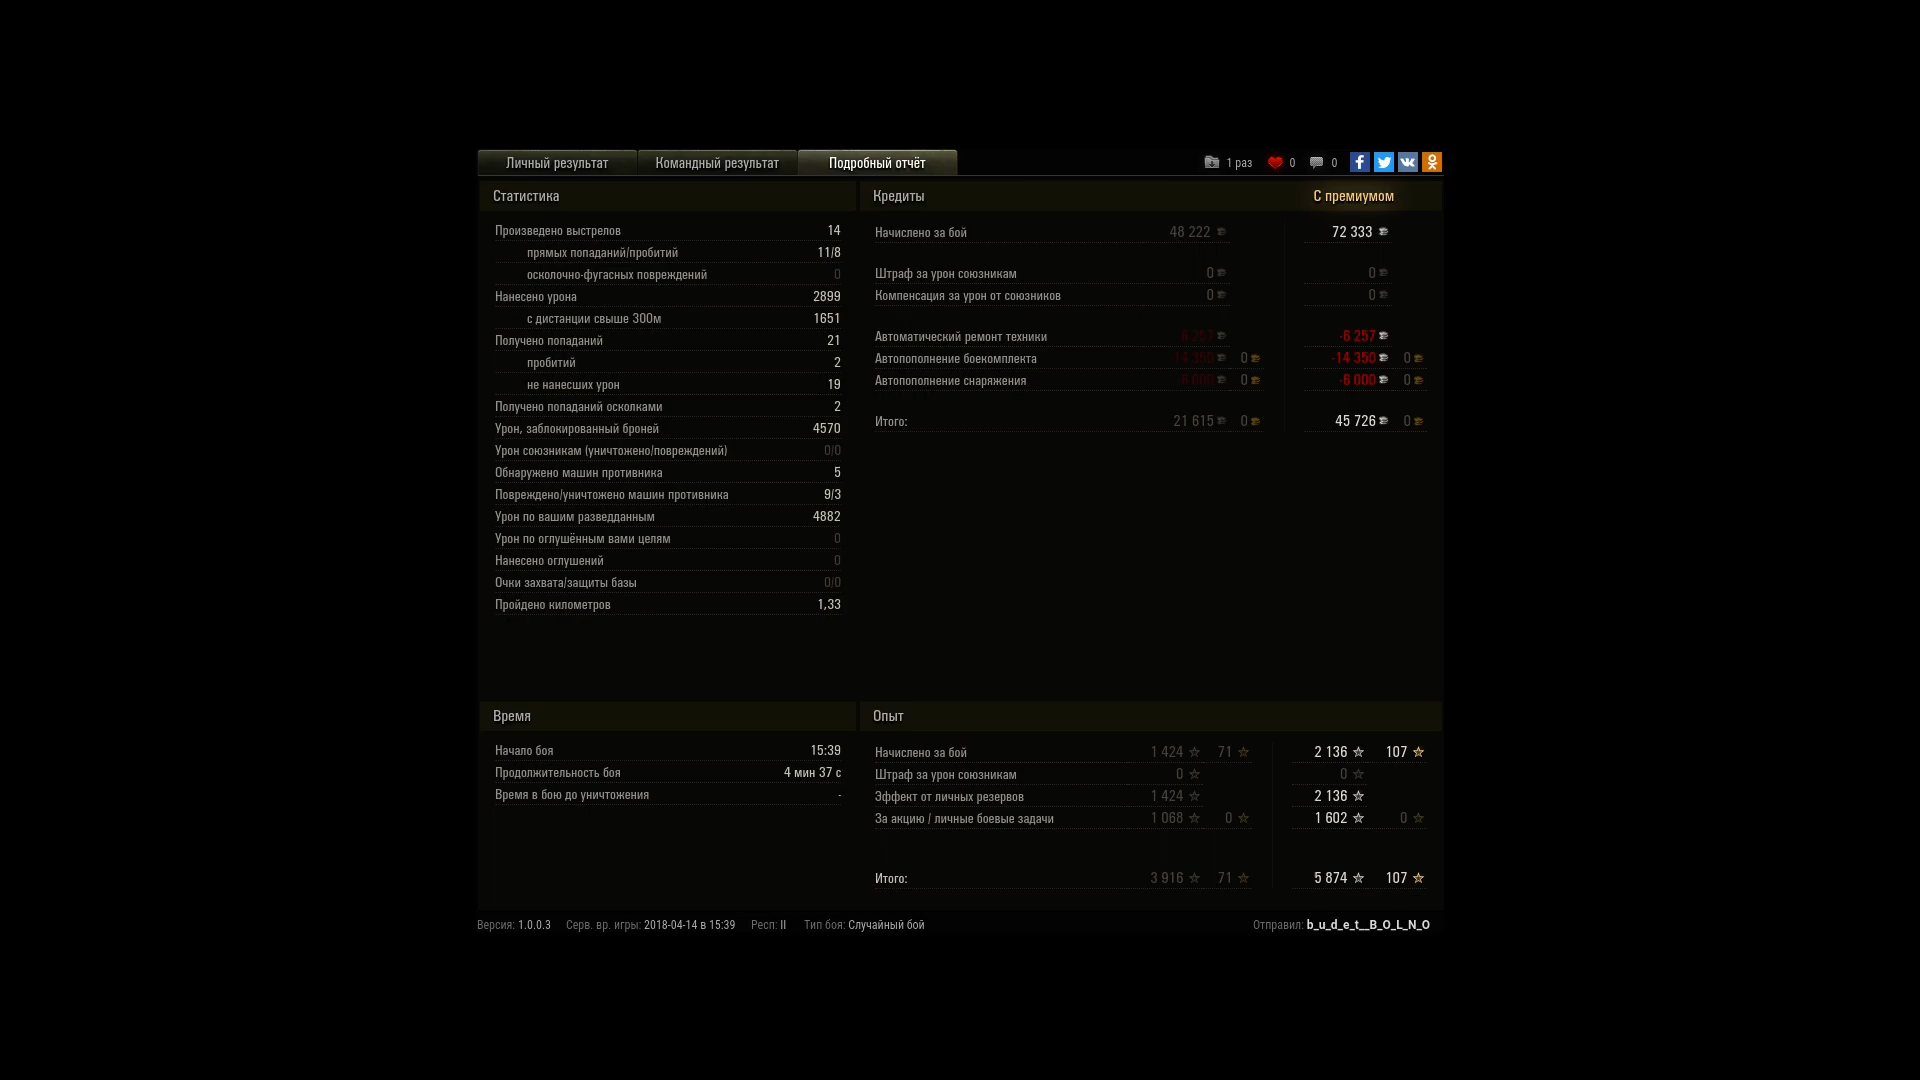 Личный результат Командный результат Подробный отчёт 1 раз 0 0
Статистика
Произведено выстрелов 14
прямых попаданий/пробитий 11/8
осколочно-фугасных повреждений 0
Нанесено урона 2899
с дистанции свыше 300м 1651
Получено попаданий 21
пробитий 2
не нанесших урон 19
Получено попаданий осколками 2
Урон, заблокированный бронёй 4570
Урон союзникам (уничтожено/повреждений) 0/0
Обнаружено машин противника 5
Повреждено/уничтожено машин противника 9/3
Урон по вашим разведданным 4882
Урон по оглушённым вами целям 0
Нанесено оглушений 0
Очки захвата/защиты базы 0/0
Пройдено километров 1,33
Кредиты С премиумом
Начислено за бой 48 222 72 333
Штраф за урон союзникам 0 0
Компенсация за урон от союзников 0 0
Автоматический ремонт техники -6 257 -6 257
Автопополнение боекомплекта -14 350 0 -14 350 0
Автопополнение снаряжения -6 000 0 -6 000 0
Итого: 21 615 0 45 726 0
Время
Начало боя 15:39
Продолжительность боя 4 мин 37 с
Время в бою до уничтожения -
Опыт
Начислено за бой 1 424 71 2 136 107
Штраф за урон союзникам 0 0
Эффект от личных резервов 1 424 2 136
За акцию / личные боевые задачи 1 068 0 1 602 0
Итого: 3 916 71 5 874 107
Версия: 1.0.0.3 Серв. вр. игры: 2018-04-14 в 15:39 Респ: II Тип боя: Случайный бой Отправил: b_u_d_e_t__B_O_L_N_O